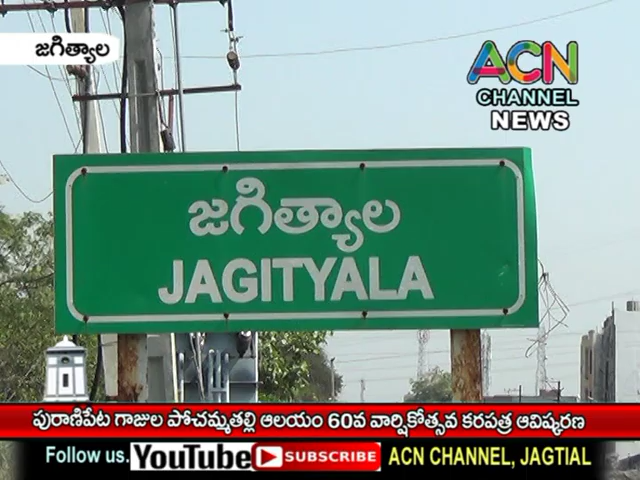 జగిత్యాల
ACN
CHANNEL
NEWS
జగిత్యాల
JAGITYALA
పురాణిపేట గాజుల పోచమ్మతల్లి ఆలయం 60వ వార్షికోత్సవ కరపత్ర ఆవిష్కరణ
Follow us. YouTube SUBSCRIBE ACN CHANNEL, JAGTIAL